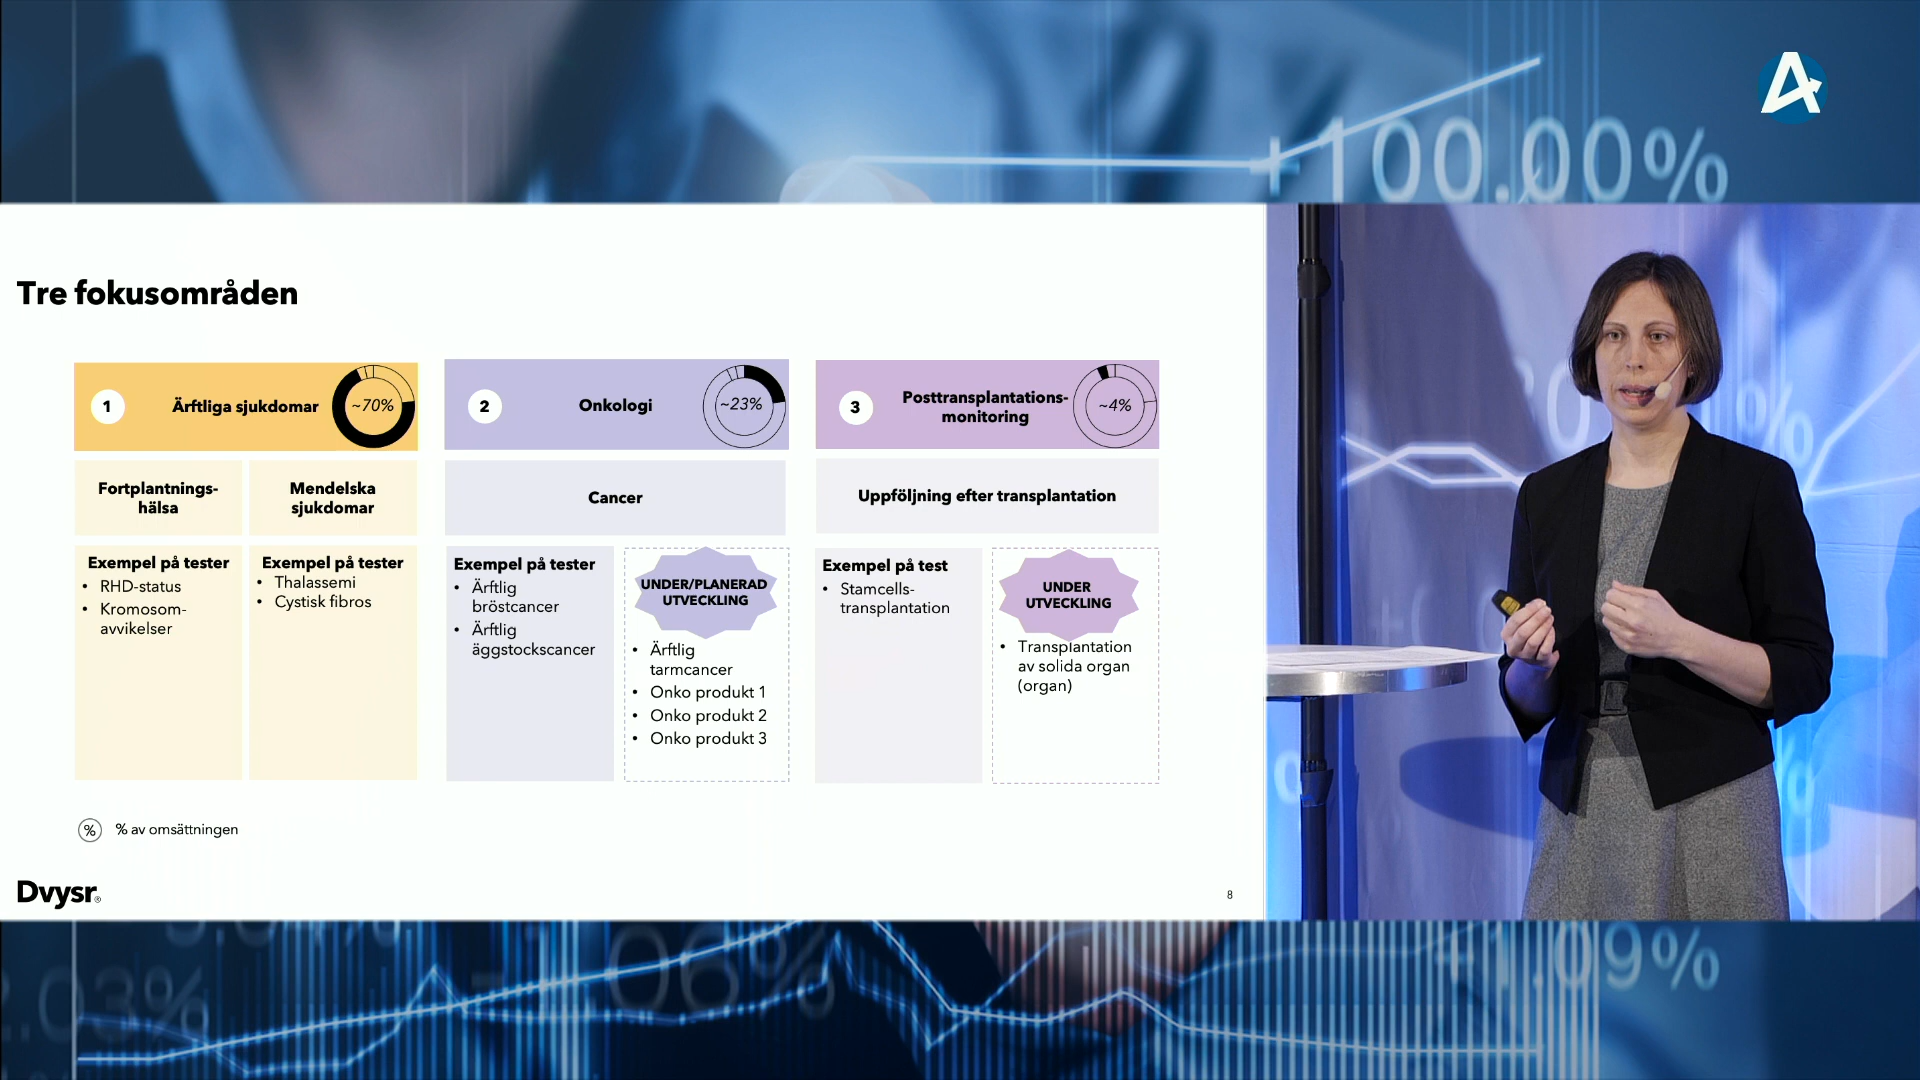 +100.00%
Tre fokusområden
1
Ärftliga sjukdomar
~70%
2
Onkologi
~23%
3
Posttransplantations-
monitoring
~4%
Fortplantnings-
hälsa
Mendelska
sjukdomar
Cancer
Uppföljning efter transplantation
Exempel på tester
• RHD-status
• Kromosom-
avvikelser
Exempel på tester
• Thalassemi
• Cystisk fibros
Exempel på tester
• Ärftlig
bröstcancer
• Ärftlig
äggstockscancer
UNDER/PLANERAD
UTVECKLING
• Ärftlig
tarmcancer
• Onko produkt 1
• Onko produkt 2
• Onko produkt 3
Exempel på test
• Stamcells-
transplantation
UNDER
UTVECKLING
• Transplantation
av solida organ
(organ)
% % av omsättningen
Dvysr®
8